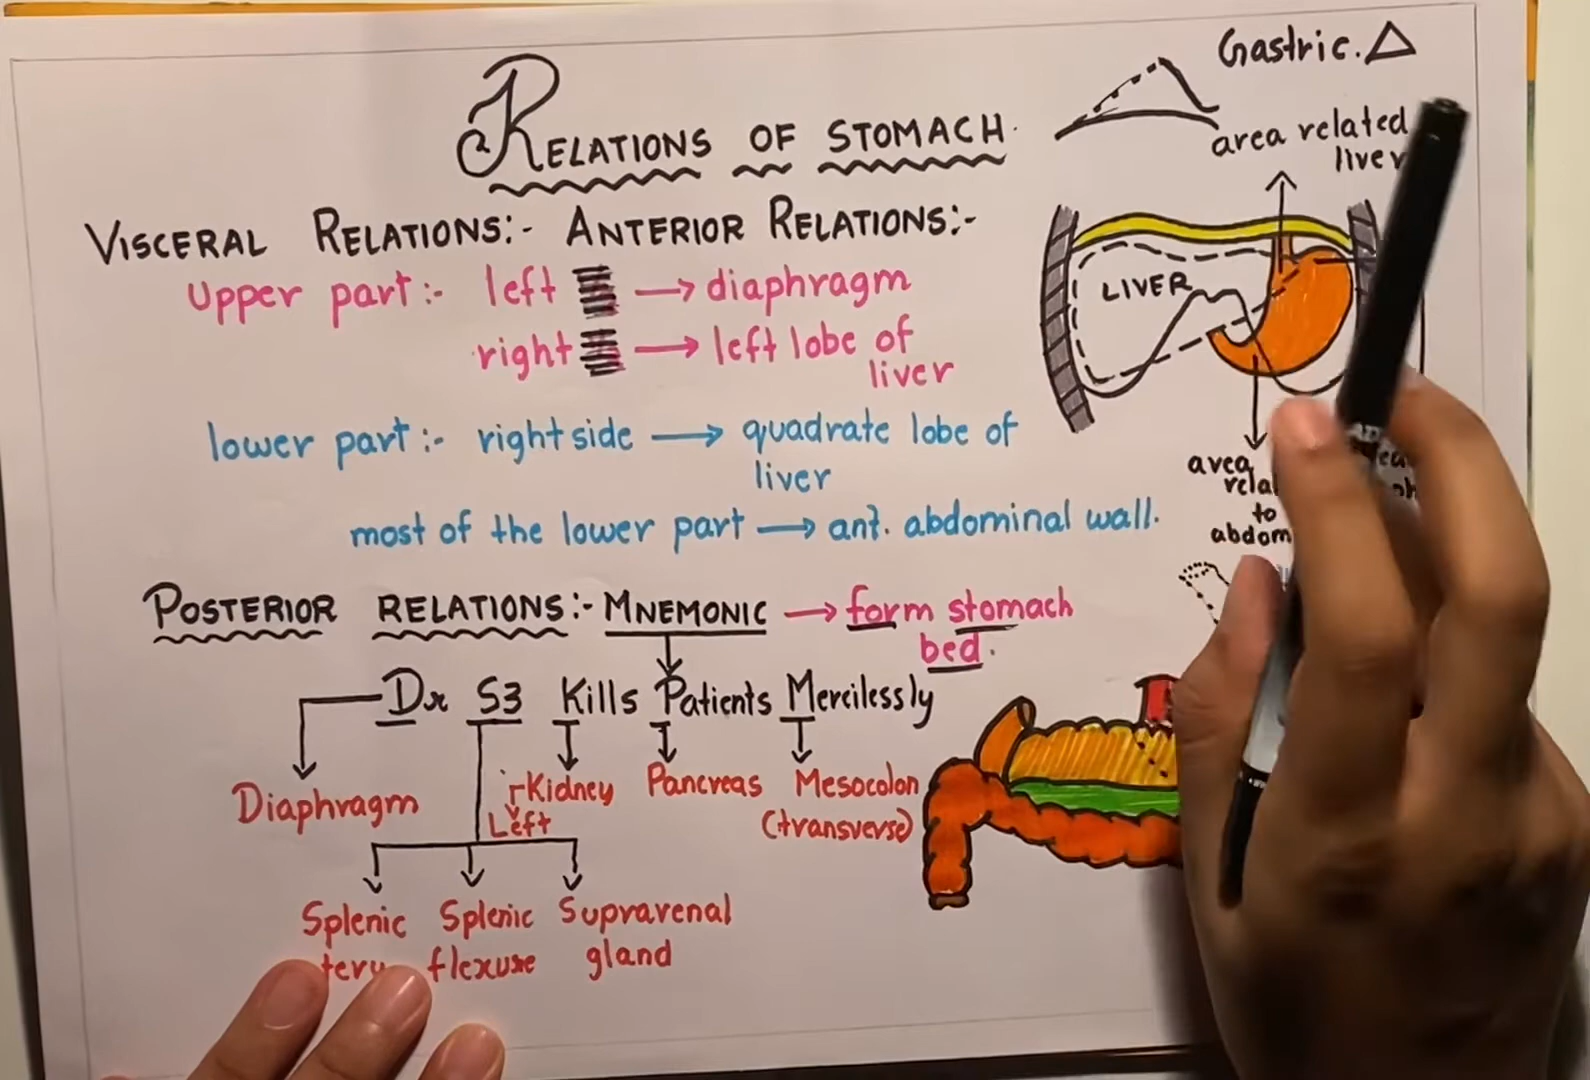 Gastric. △
RELATIONS OF STOMACH.
area related
liver
VISCERAL RELATIONS:- ANTERIOR RELATIONS:-
Upper part:- left → diaphragm
right → left lobe of
liver
LIVER
lower part:- right side → quadrate lobe of
liver
most of the lower part → ant. abdominal wall.
area
to
POSTERIOR RELATIONS:- MNEMONIC → form stomach
bed.
Dr S3 Kills Patients Mercilessly
Diaphragm
Kidney
Left
Pancreas
Mesocolon
(transverse)
Splenic Splenic Suprarenal
flexure gland